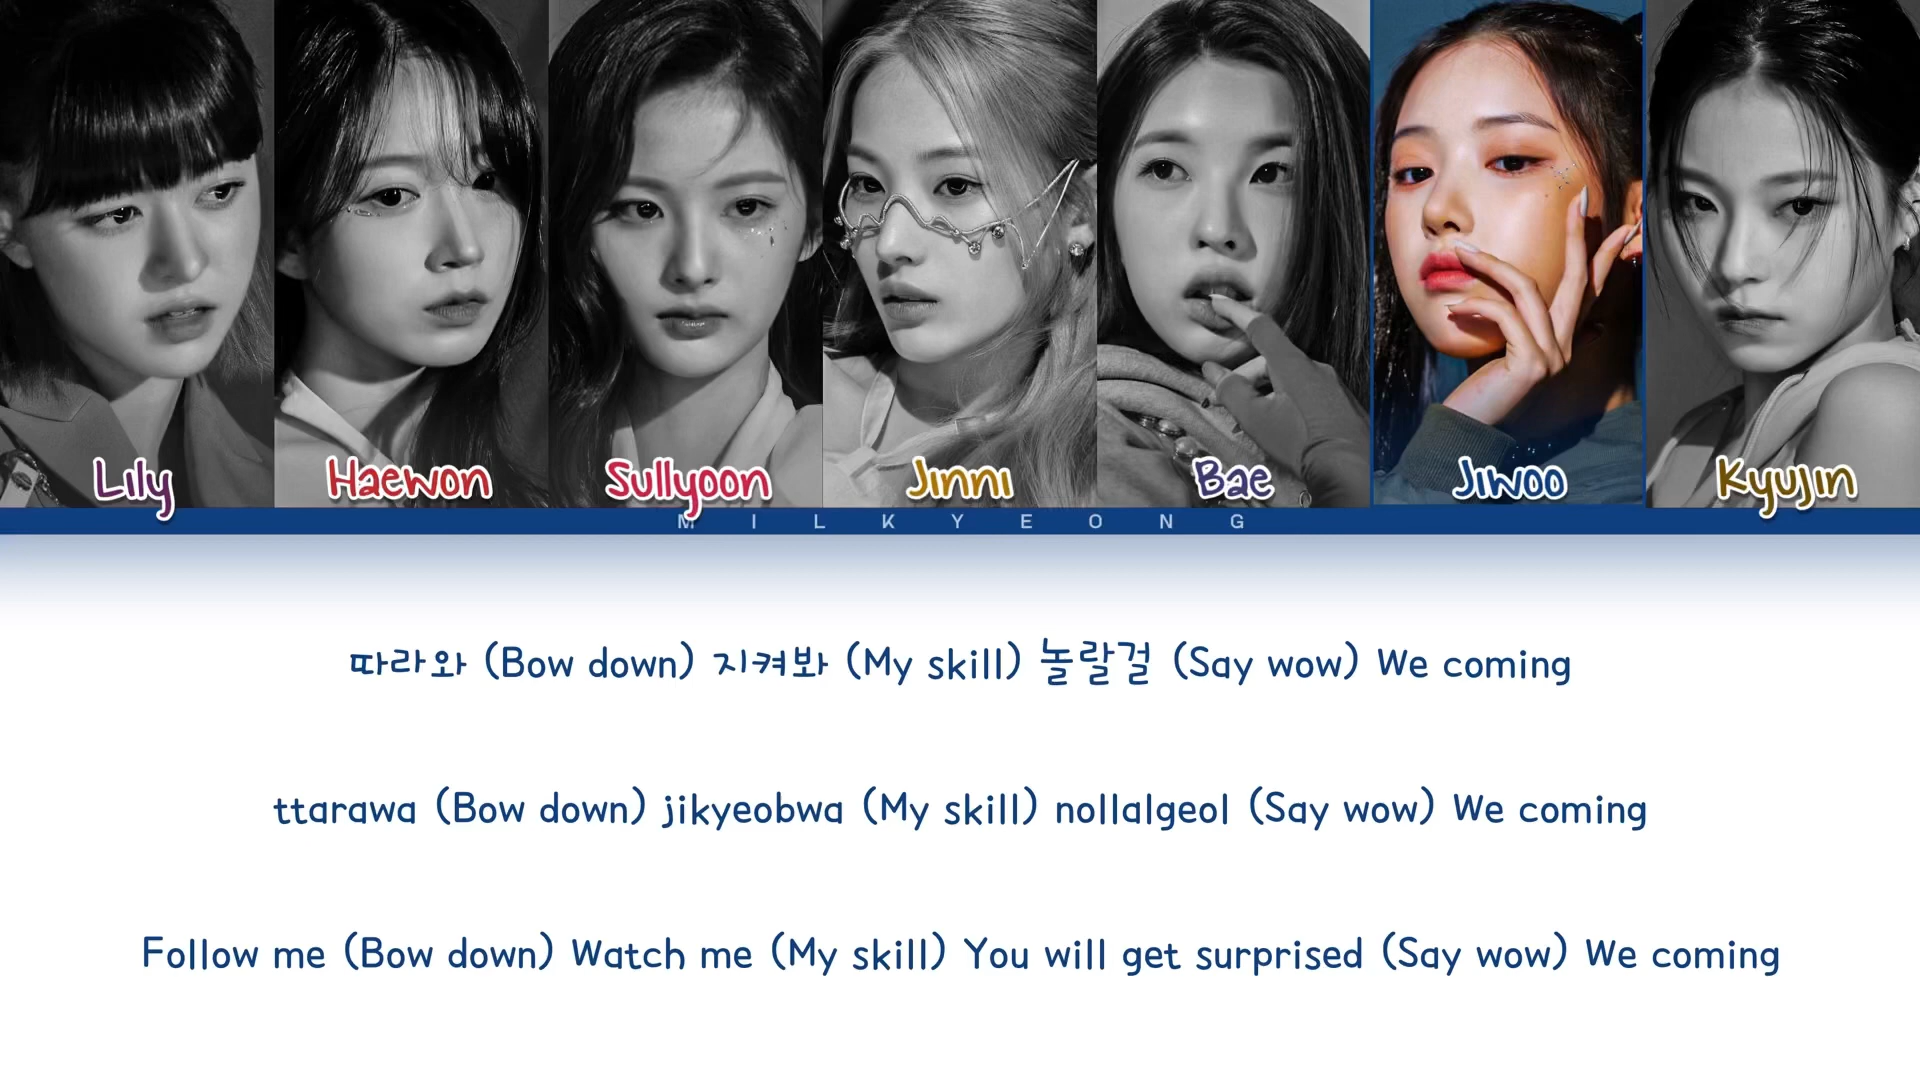 Lily Haewon Sullyoon Jinni Bae Jiwoo Kyujin
MILKYEONG
따라와 (Bow down) 지켜봐 (My skill) 놀랄걸 (Say wow) We coming
ttarawa (Bow down) jikyeobwa (My skill) nollalgeol (Say wow) We coming
Follow me (Bow down) Watch me (My skill) You will get surprised (Say wow) We coming